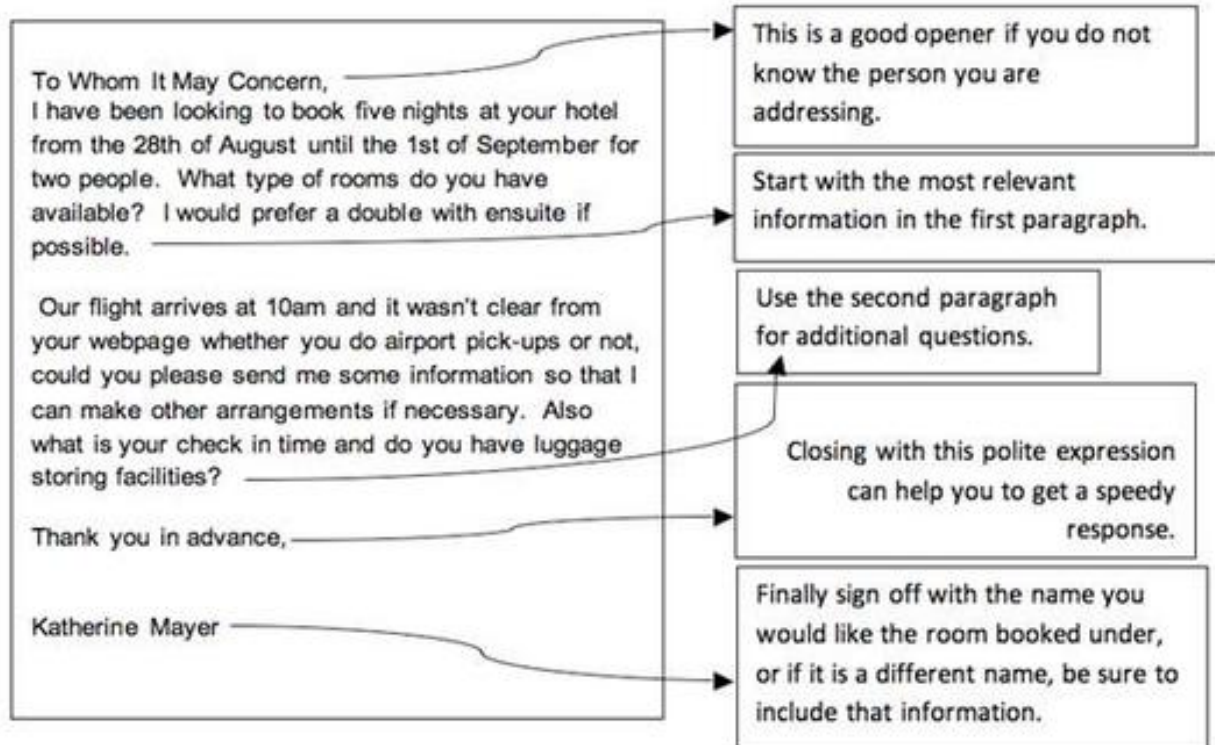 To Whom It May Concern,
I have been looking to book five nights at your hotel
from the 28th of August until the 1st of September for
two people. What type of rooms do you have
available? I would prefer a double with ensuite if
possible.
Our flight arrives at 10am and it wasn't clear from
your webpage whether you do airport pick-ups or not,
could you please send me some information so that I
can make other arrangements if necessary. Also
what is your check in time and do you have luggage
storing facilities?
Thank you in advance,
Katherine Mayer
This is a good opener if you do not
know the person you are
addressing.
Start with the most relevant
information in the first paragraph.
Use the second paragraph
for additional questions.
Closing with this polite expression
can help you to get a speedy
response.
Finally sign off with the name you
would like the room booked under,
or if it is a different name, be sure to
include that information.